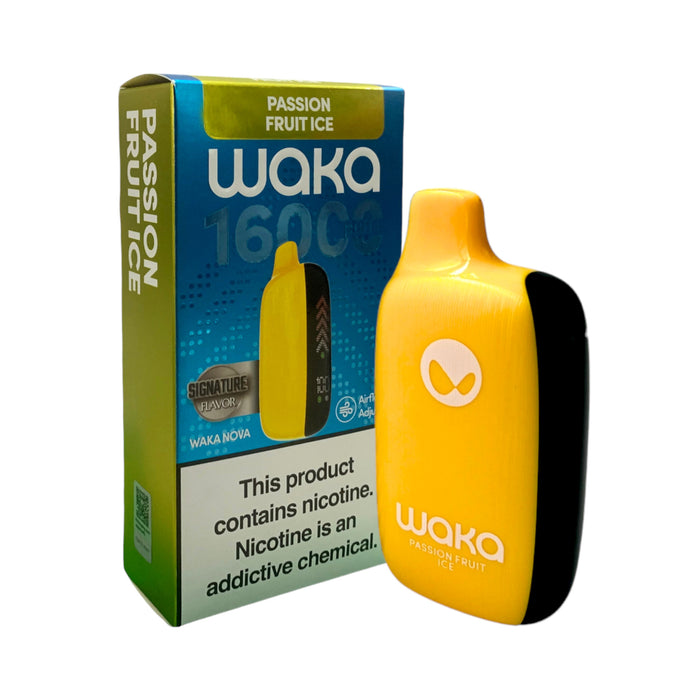 PASSION
FRUIT ICE
PASSION
FRUIT ICE
waka
16000
SIGNATURE
FLAVOR
WAKA NOVA
This product
contains nicotine.
Nicotine is an
addictive chemical.
waka
PASSION FRUIT
ICE